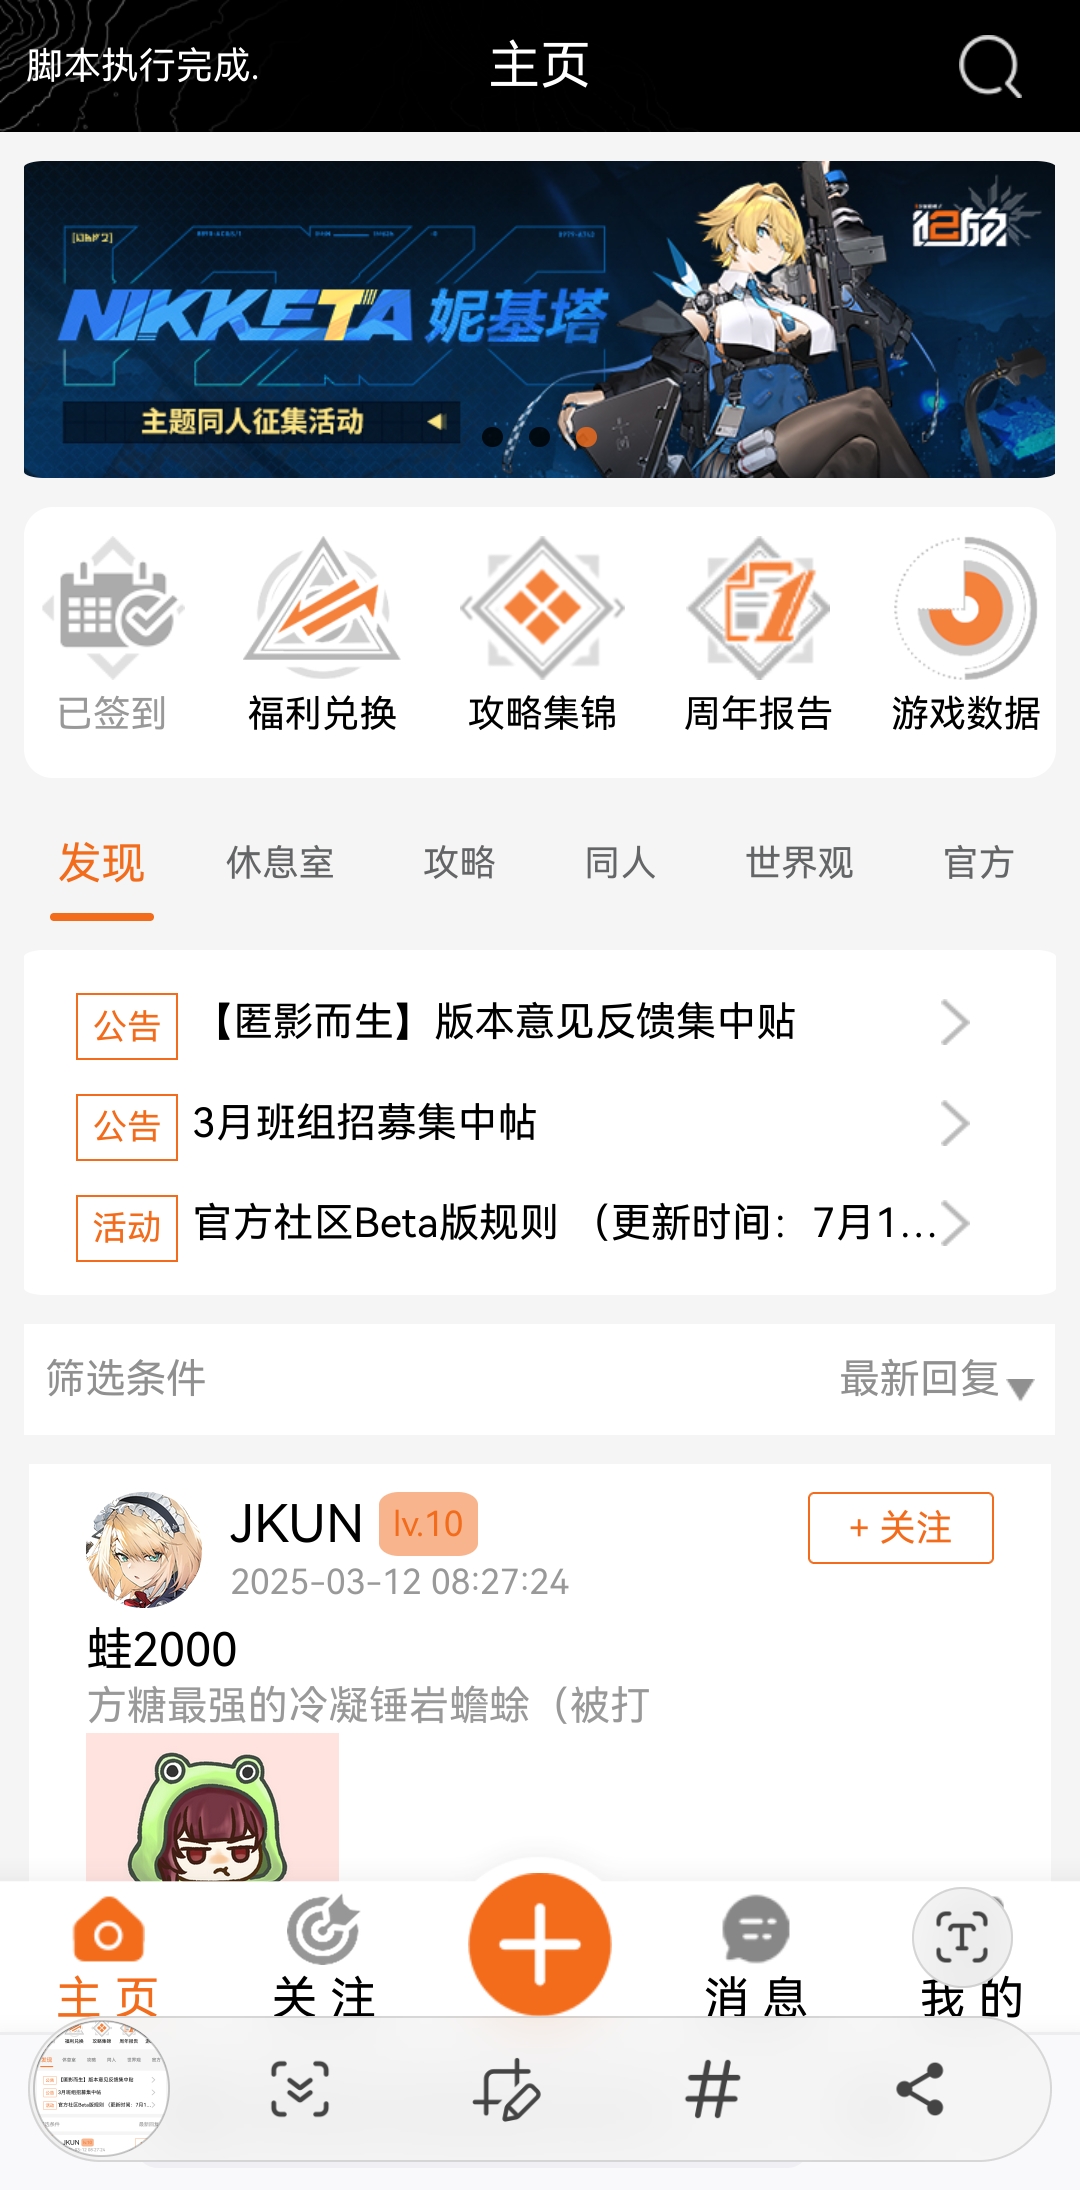 脚本执行完成.
主页
NIKKETA 妮基塔
主题同人征集活动
已签到
福利兑换
攻略集锦
周年报告
游戏数据
发现
休息室
攻略
同人
世界观
官方
公告
【匿影而生】版本意见反馈集中贴
公告
3月班组招募集中帖
活动
官方社区Beta版规则 （更新时间：7月1...
筛选条件
最新回复
JKUN
lv.10
+ 关注
2025-03-12 08:27:24
蛙2000
方糖最强的冷凝锤岩蟾蜍（被打
主页
关注
消息
我的